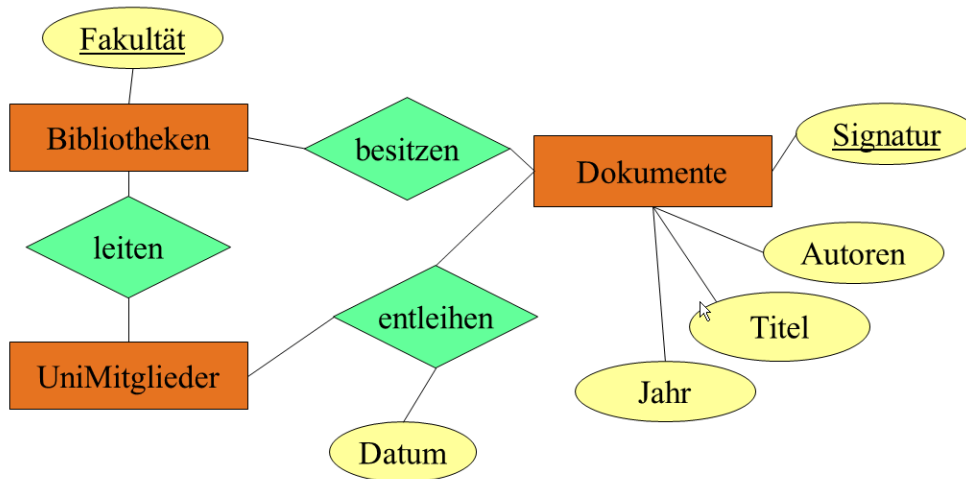 Fakultät
Bibliotheken
besitzen
Dokumente
Signatur
leiten
Autoren
entleihen
Titel
UniMitglieder
Jahr
Datum